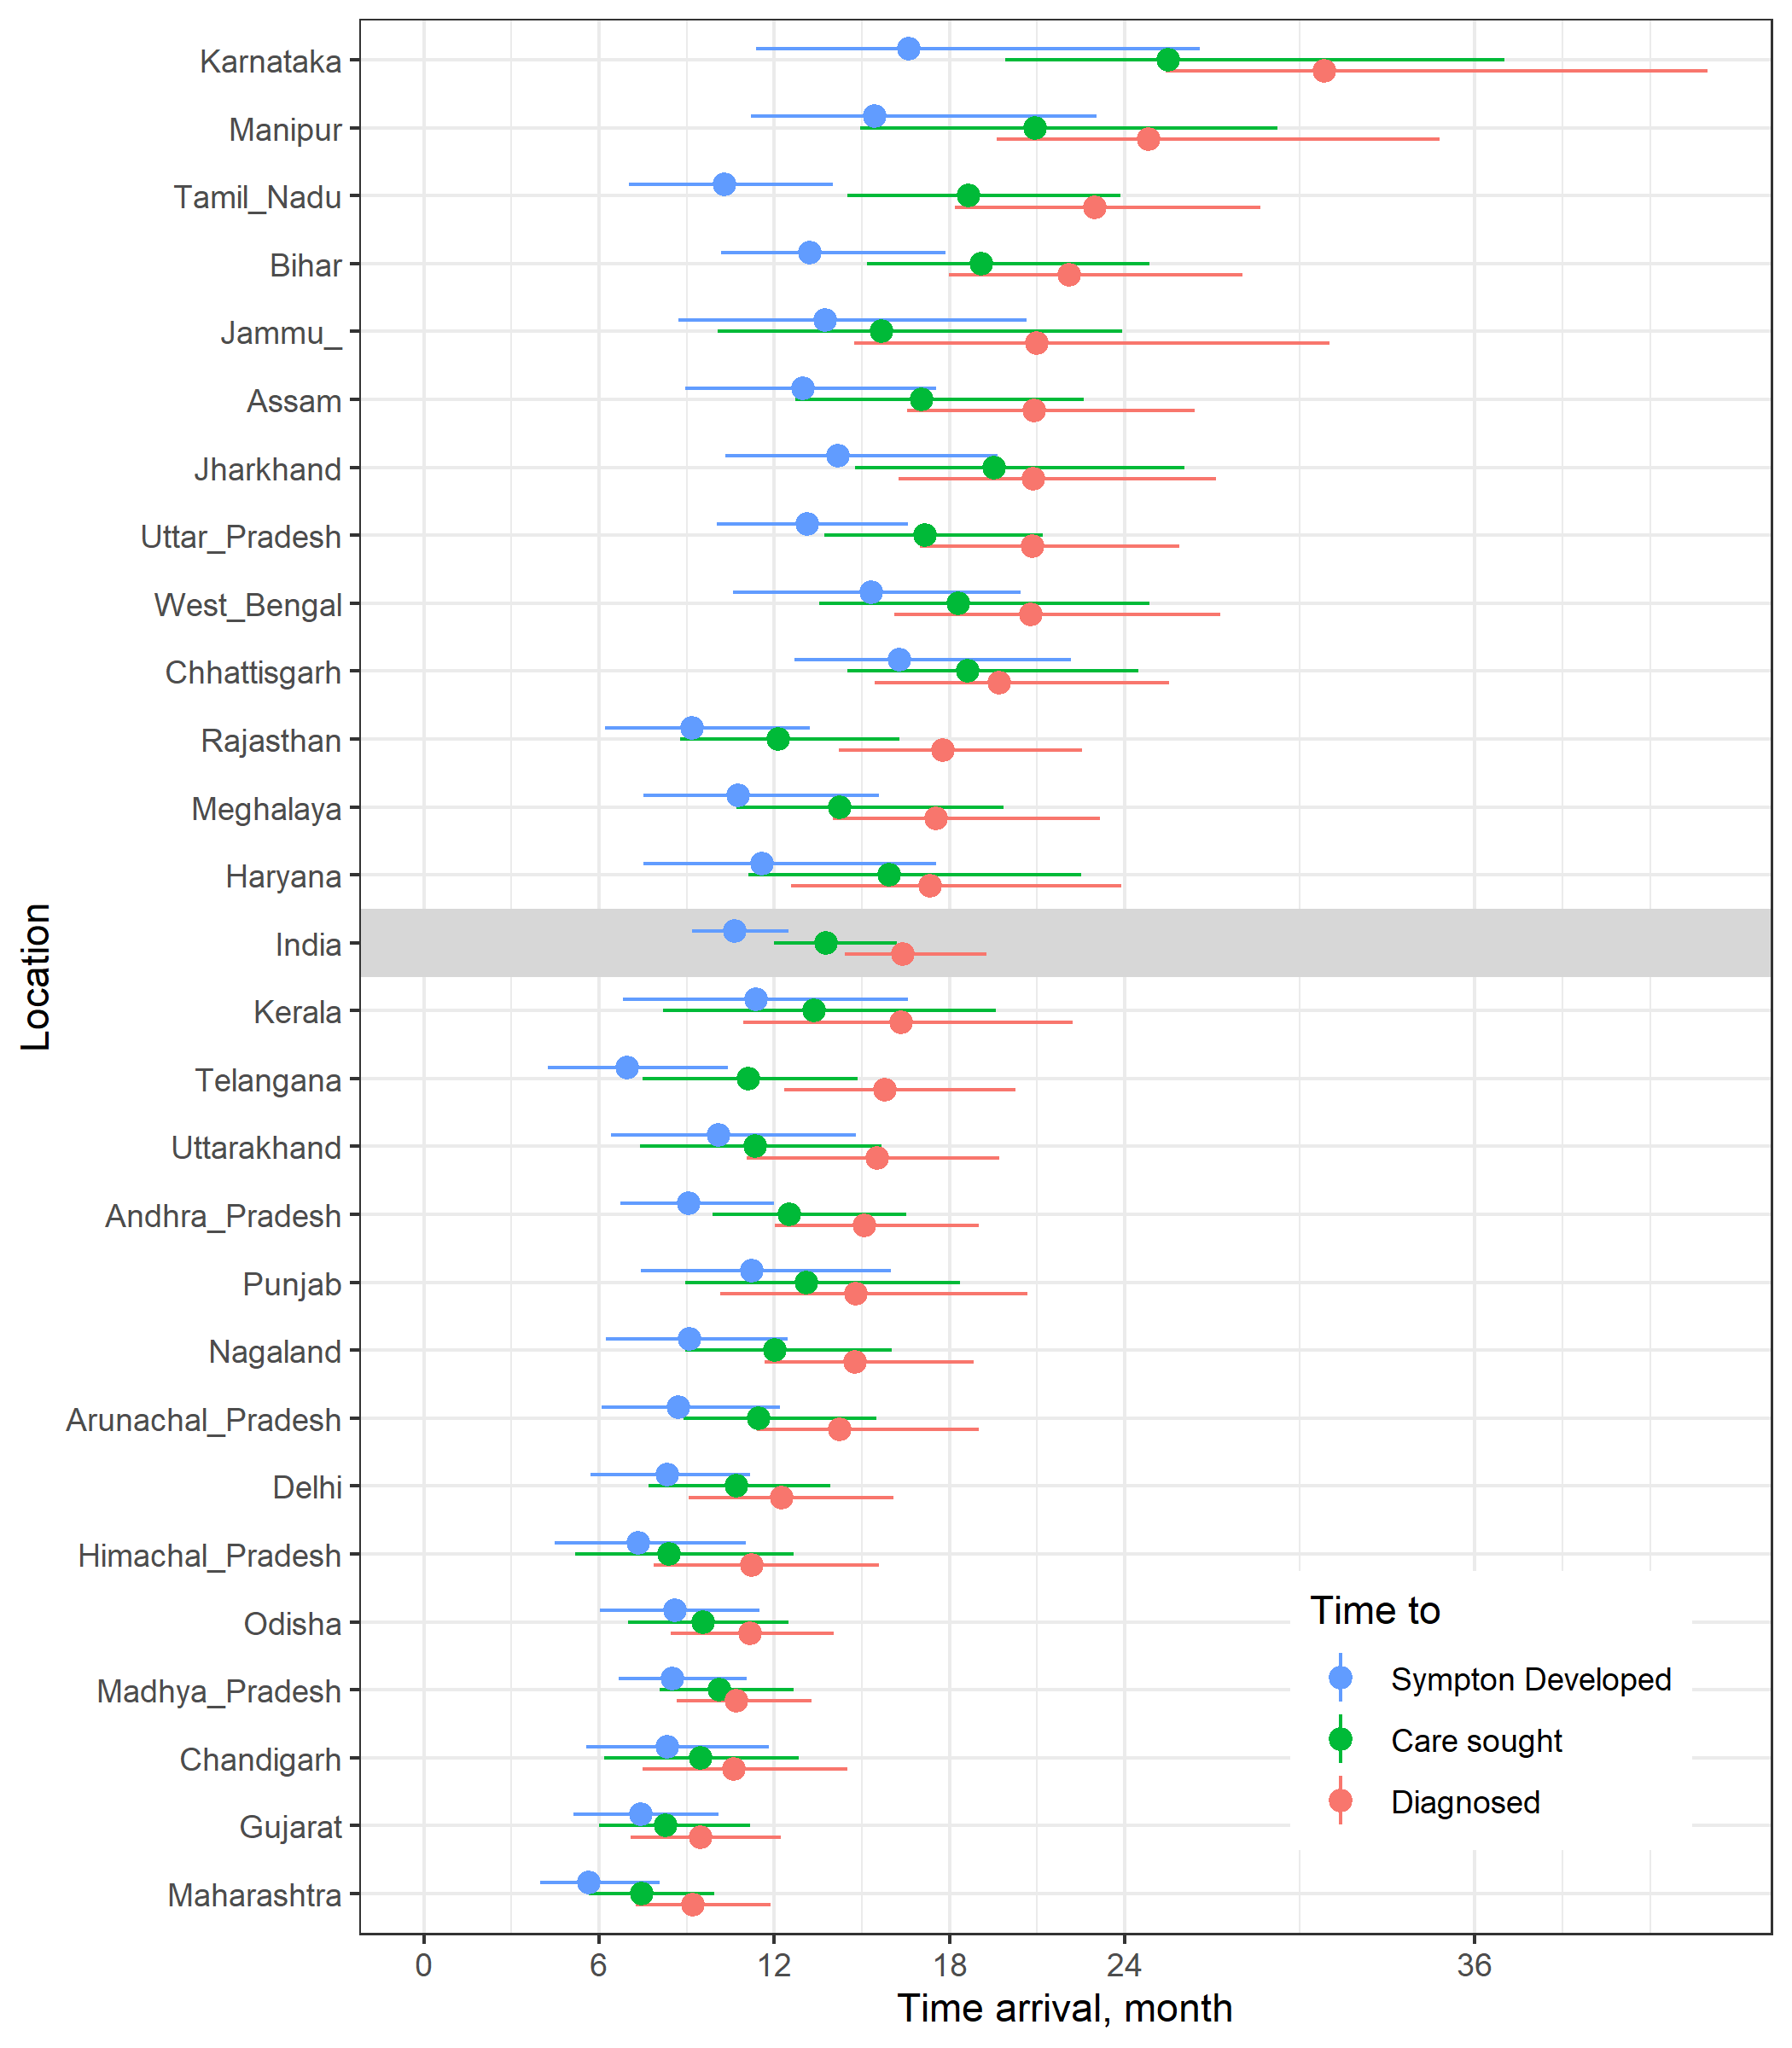 Karnataka
Manipur
Tamil_Nadu
Bihar
Jammu_
Assam
Jharkhand
Uttar_Pradesh
West_Bengal
Chhattisgarh
Rajasthan
Meghalaya
Haryana
India
Kerala
Telangana
Uttarakhand
Andhra_Pradesh
Punjab
Nagaland
Arunachal_Pradesh
Delhi
Himachal_Pradesh
Odisha
Madhya_Pradesh
Chandigarh
Gujarat
Maharashtra
Location
Time to
Sympton Developed
Care sought
Diagnosed
0 6 12 18 24 36
Time arrival, month